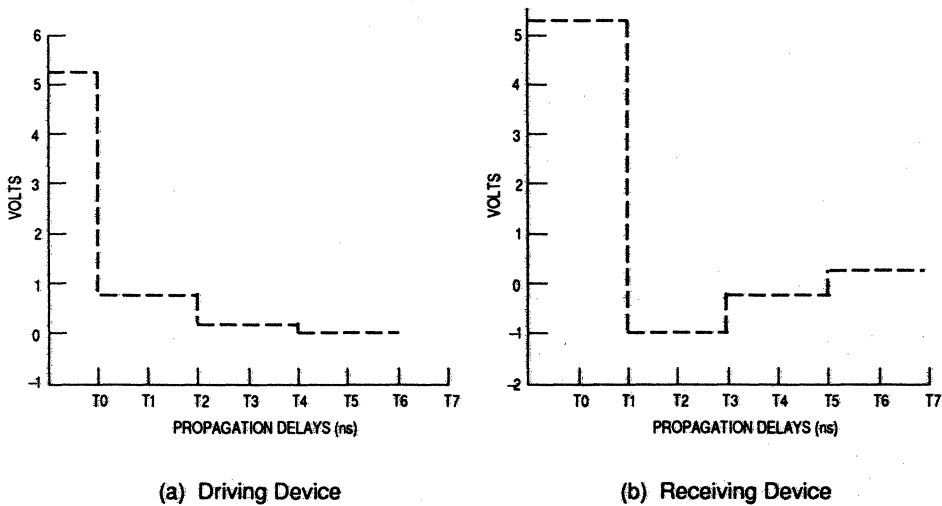 6
5
4
3
2
1
0
–1
VOLTS
T0 T1 T2 T3 T4 T5 T6 T7
PROPAGATION DELAYS (ns)
(a) Driving Device
5
4
3
2
1
0
–1
–2
VOLTS
T0 T1 T2 T3 T4 T5 T6 T7
PROPAGATION DELAYS (ns)
(b) Receiving Device